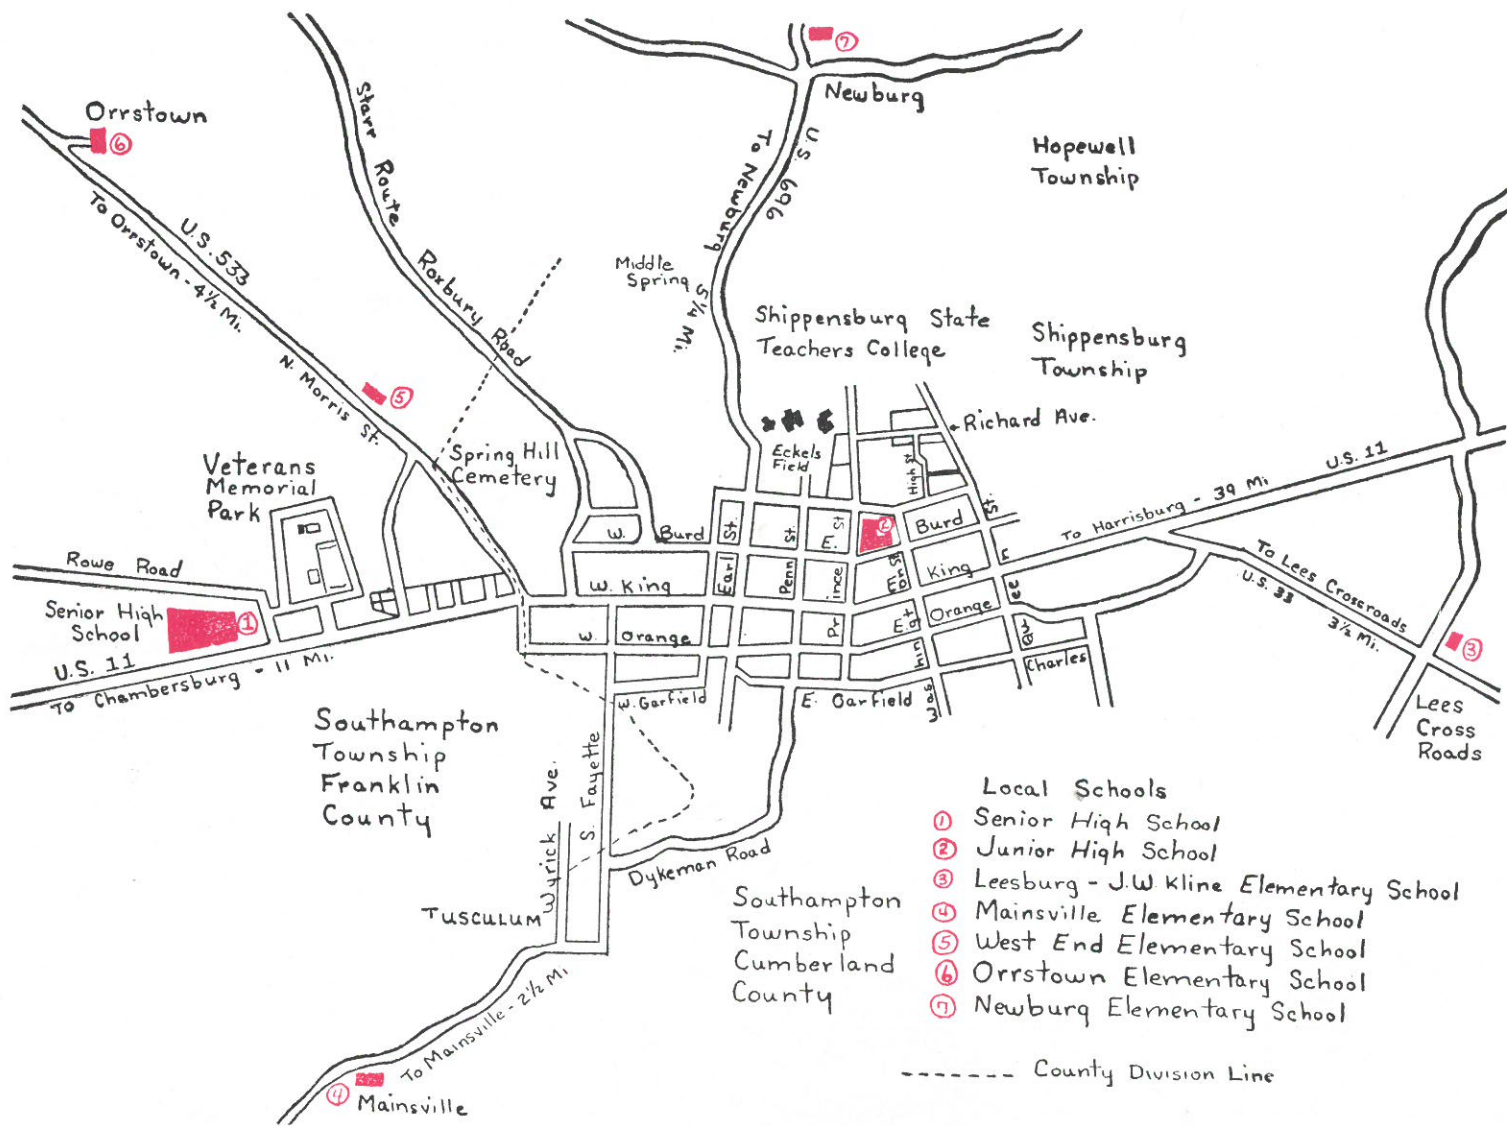 Orrstown
⑥
To Orrstown - 4½ Mi.
U.S. 533
N. Morris St.
⑤
Starr Route
Roxbury Road
⑦
Newburg
To Newburg 5¼ Mi.
U.S. 696
Middle
Spring
Hopewell
Township
Shippensburg State
Teachers College
Shippensburg
Township
Richard Ave.
Eckels
Field
High St.
Spring Hill
Cemetery
Veterans
Memorial
Park
Rowe Road
Senior High
School
①
U.S. 11
To Chambersburg - 11 Mi.
W. Burd
E. Burd St.
②
W. King
King
W. Orange
E. Orange
W. Garfield
E. Garfield
Earl St.
Penn St.
Prince St
Washington St
Queen
Charles
To Harrisburg - 39 Mi
U.S. 11
To Lees Crossroads
U.S. 33
3½ Mi.
③
Lees
Cross
Roads
Southampton
Township
Franklin
County
Wyrick Ave.
S. Fayette
Dykeman Road
TUSCULUM
To Mainsville - 2½ Mi
④
Mainsville
Southampton
Township
Cumberland
County
Local Schools
① Senior High School
② Junior High School
③ Leesburg - J.W. Kline Elementary School
④ Mainsville Elementary School
⑤ West End Elementary School
⑥ Orrstown Elementary School
⑦ Newburg Elementary School
------- County Division Line